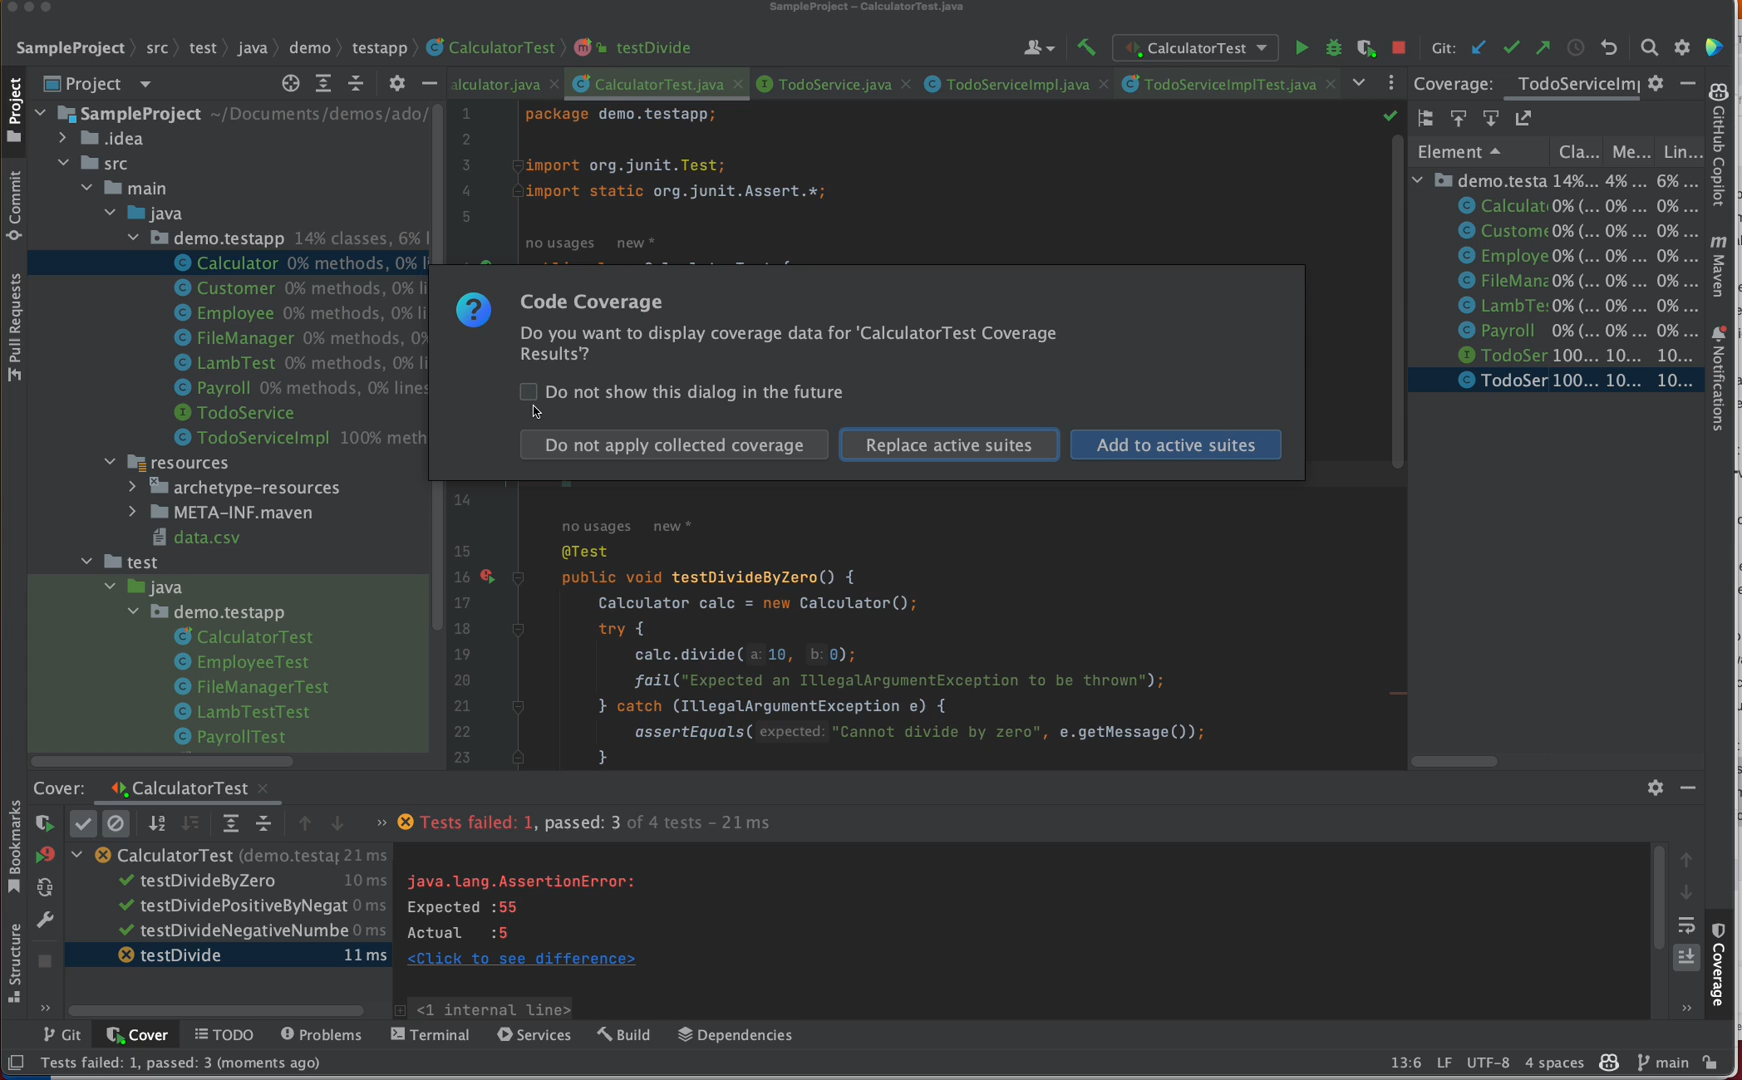 SampleProject – CalculatorTest.java
SampleProject src test java demo testapp CalculatorTest testDivide
CalculatorTest Git:
Project
alculator.java CalculatorTest.java TodoService.java TodoServiceImpl.java TodoServiceImplTest.java
Coverage: TodoServiceImp
SampleProject ~/Documents/demos/ado/
.idea
src
main
java
demo.testapp 14% classes, 6% l
Calculator 0% methods, 0% li
Customer 0% methods, 0% li
Employee 0% methods, 0% li
FileManager 0% methods, 0%
LambTest 0% methods, 0% li
Payroll 0% methods, 0% lines
TodoService
TodoServiceImpl 100% meth
resources
archetype-resources
META-INF.maven
data.csv
test
java
demo.testapp
CalculatorTest
EmployeeTest
FileManagerTest
LambTestTest
PayrollTest
1 package demo.testapp;
2
3 import org.junit.Test;
4 import static org.junit.Assert.*;
5
no usages new *
Code Coverage
Do you want to display coverage data for 'CalculatorTest Coverage
Results'?
Do not show this dialog in the future
Do not apply collected coverage
Replace active suites
Add to active suites
14
no usages new *
15 @Test
16 public void testDivideByZero() {
17 Calculator calc = new Calculator();
18 try {
19 calc.divide( a: 10, b: 0);
20 fail("Expected an IllegalArgumentException to be thrown");
21 } catch (IllegalArgumentException e) {
22 assertEquals( expected: "Cannot divide by zero", e.getMessage());
23 }
Element Cla... Me... Lin...
demo.testa 14%... 4% ... 6% ...
Calculat 0% (... 0% ... 0% ...
Custome 0% (... 0% ... 0% ...
Employe 0% (... 0% ... 0% ...
FileMana 0% (... 0% ... 0% ...
LambTes 0% (... 0% ... 0% ...
Payroll 0% (... 0% ... 0% ...
TodoSer 100... 10... 10...
TodoSer 100... 10... 10...
Project
Commit
Pull Requests
Bookmarks
Structure
GitHub Copilot
m Maven
Notifications
Coverage
Cover: CalculatorTest
Tests failed: 1, passed: 3 of 4 tests – 21 ms
CalculatorTest (demo.testap 21 ms
testDivideByZero 10 ms
testDividePositiveByNegat 0 ms
testDivideNegativeNumbe 0 ms
testDivide 11 ms
java.lang.AssertionError:
Expected :55
Actual :5
<Click to see difference>
<1 internal line>
Git Cover TODO Problems Terminal Services Build Dependencies
Tests failed: 1, passed: 3 (moments ago)
13:6 LF UTF-8 4 spaces main